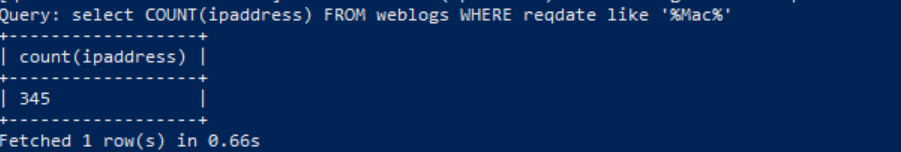 Query: select COUNT(ipaddress) FROM weblogs WHERE reqdate like '%Mac%'
+------------------+
| count(ipaddress) |
+------------------+
| 345              |
+------------------+
Fetched 1 row(s) in 0.66s